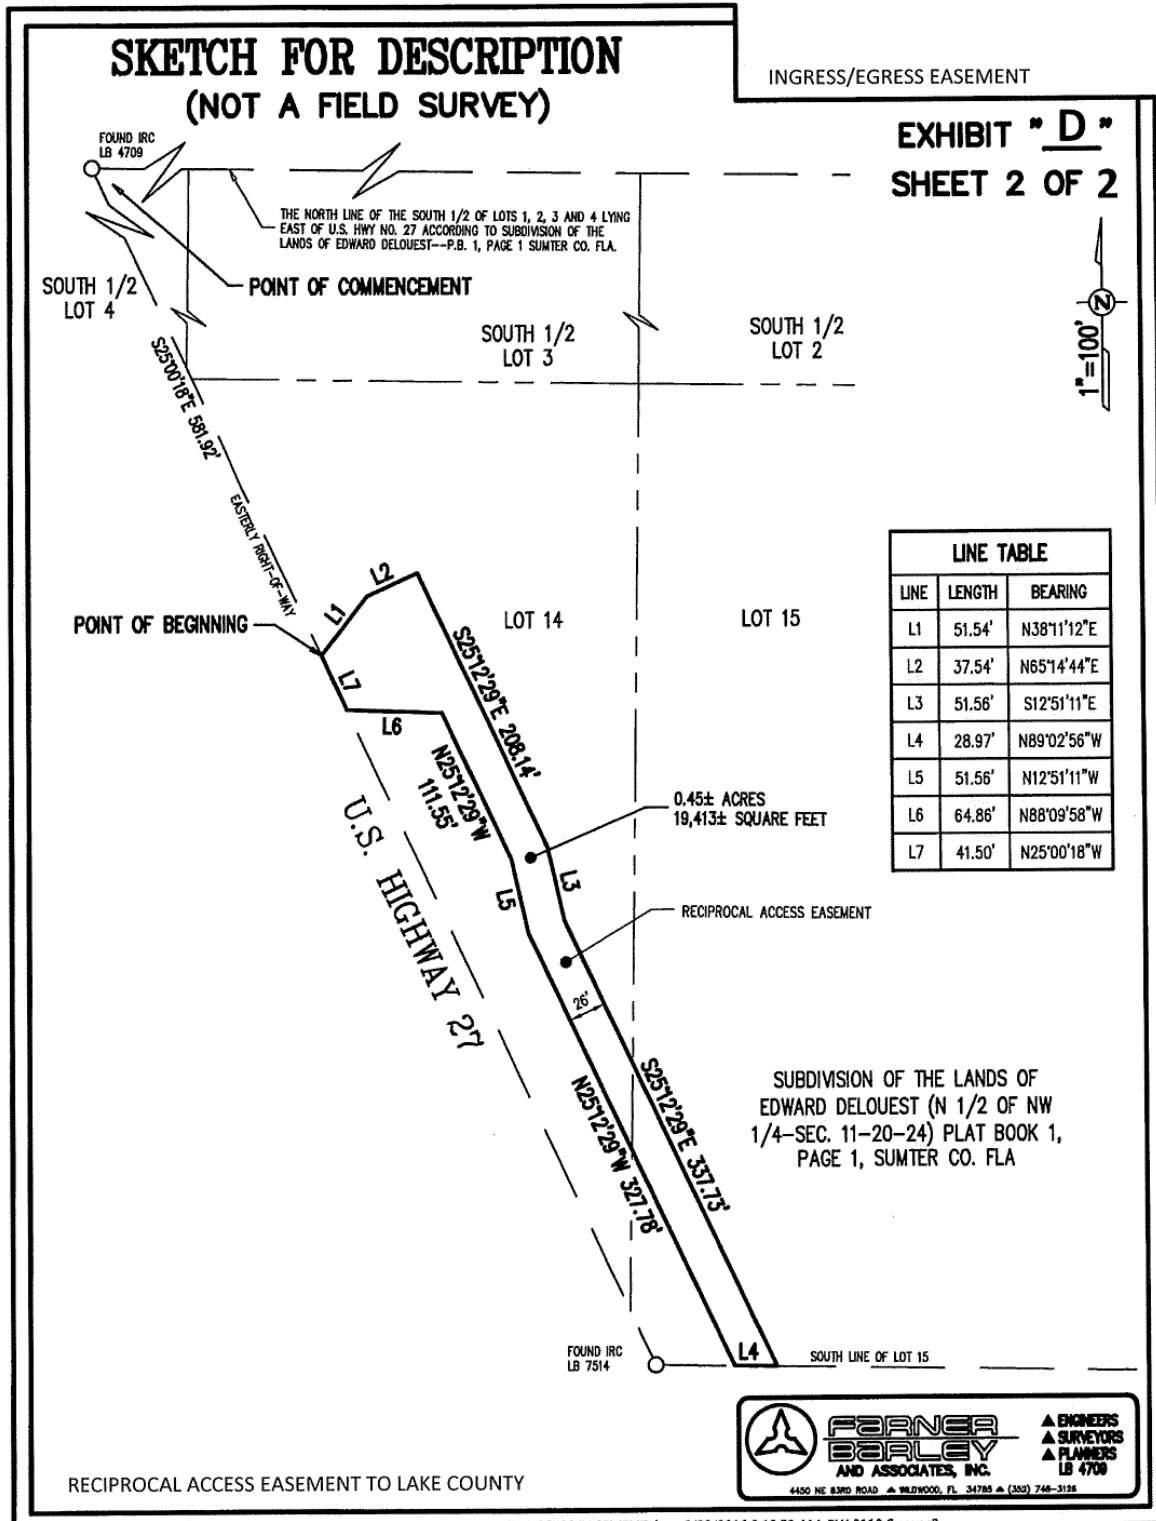 SKETCH FOR DESCRIPTION
(NOT A FIELD SURVEY)
INGRESS/EGRESS EASEMENT
EXHIBIT "D"
SHEET 2 OF 2
FOUND IRC
LB 4709
THE NORTH LINE OF THE SOUTH 1/2 OF LOTS 1, 2, 3 AND 4 LYING
EAST OF U.S. HWY NO. 27 ACCORDING TO SUBDIVISION OF THE
LANDS OF EDWARD DELOUEST--P.B. 1, PAGE 1 SUMTER CO. FLA.
POINT OF COMMENCEMENT
SOUTH 1/2
LOT 4
SOUTH 1/2
LOT 3
SOUTH 1/2
LOT 2
N
1"=100'
S25°00'18"E 581.92'
EASTERLY RIGHT-OF-WAY
POINT OF BEGINNING
L1
L2
L7
L6
LOT 14
LOT 15
S25°12'29"E 208.14'
N25°12'29"W
111.55'
LINE TABLE
LINE LENGTH BEARING
L1 51.54' N38°11'12"E
L2 37.54' N65°14'44"E
L3 51.56' S12°51'11"E
L4 28.97' N89°02'56"W
L5 51.56' N12°51'11"W
L6 64.86' N88°09'58"W
L7 41.50' N25°00'18"W
0.45± ACRES
19,413± SQUARE FEET
L3
L5
RECIPROCAL ACCESS EASEMENT
26'
U.S. HIGHWAY 27
S25°12'29"E 337.73'
N25°12'29"W 327.78'
SUBDIVISION OF THE LANDS OF
EDWARD DELOUEST (N 1/2 OF NW
1/4-SEC. 11-20-24) PLAT BOOK 1,
PAGE 1, SUMTER CO. FLA
FOUND IRC
LB 7514
L4
SOUTH LINE OF LOT 15
FARNER
BARLEY
AND ASSOCIATES, INC.
▲ ENGINEERS
▲ SURVEYORS
▲ PLANNERS
LB 4709
4450 NE 83RD ROAD ▲ WILDWOOD, FL 34785 ▲ (352) 748-3126
RECIPROCAL ACCESS EASEMENT TO LAKE COUNTY